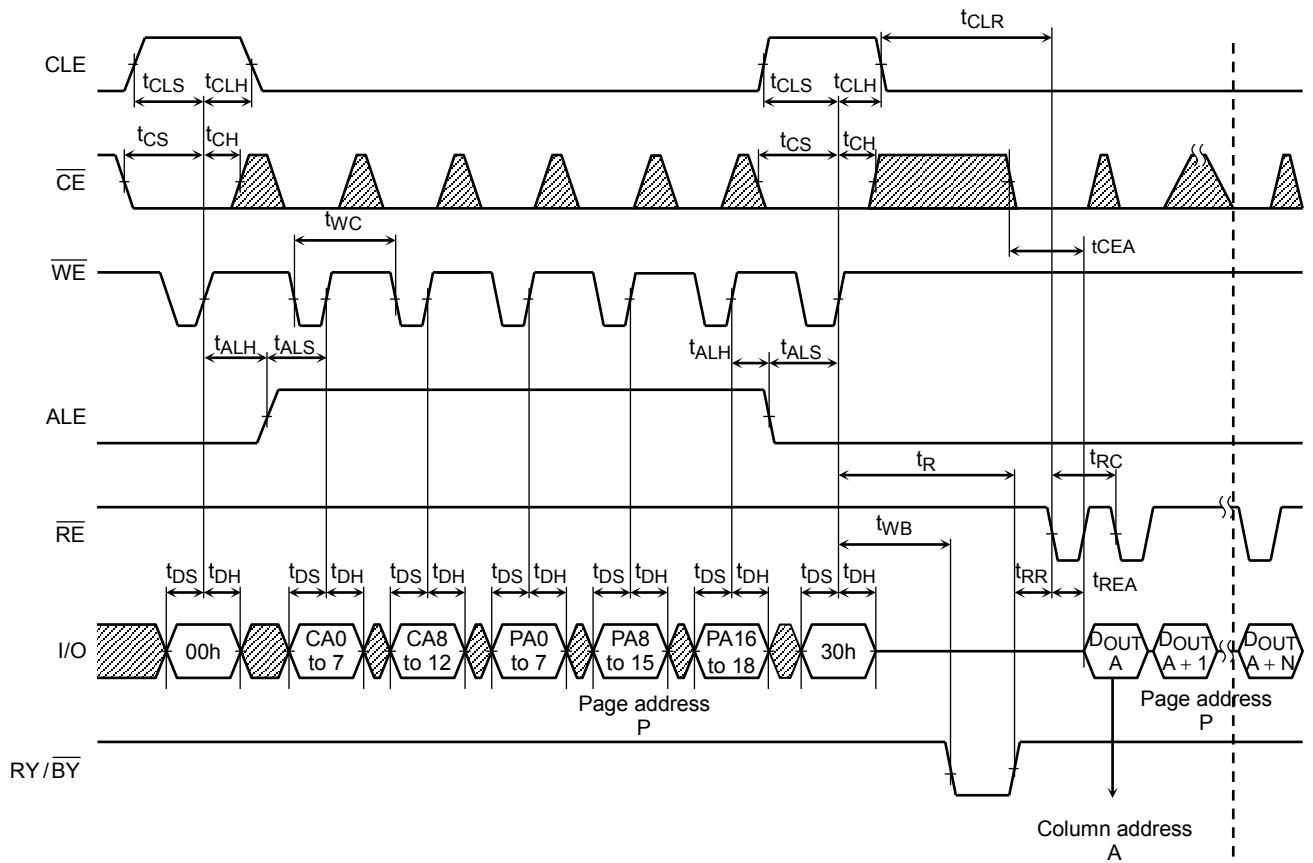 tCLR
CLE
tCLS tCLH tCLS tCLH
tCS tCH tCS tCH
CE
tWC tCEA
WE
tALH tALS tALH tALS
ALE
tR tRC
RE
tWB
tDS tDH tDS tDH tDS tDH tDS tDH tDS tDH tDS tDH tDS tDH tRR tREA
I/O
00h
CA0 to 7
CA8 to 12
PA0 to 7
PA8 to 15
PA16 to 18
30h
DOUT A
DOUT A + 1
DOUT A + N
Page address
P
Page address
P
RY/BY
Column address
A